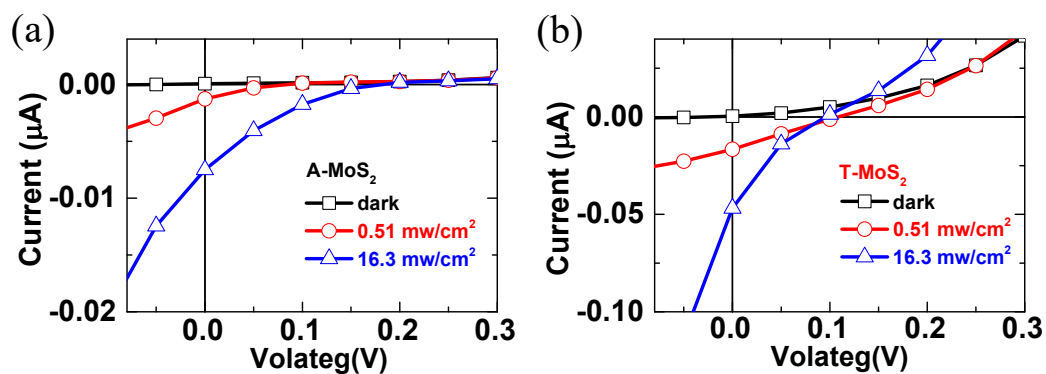 (a)
0.00
-0.01
-0.02
Current (μA)
A-MoS2
dark
0.51 mw/cm2
16.3 mw/cm2
0.0 0.1 0.2 0.3
Volateg(V)
(b)
0.00
-0.05
-0.10
Current (μA)
T-MoS2
dark
0.51 mw/cm2
16.3 mw/cm2
0.0 0.1 0.2 0.3
Volateg(V)